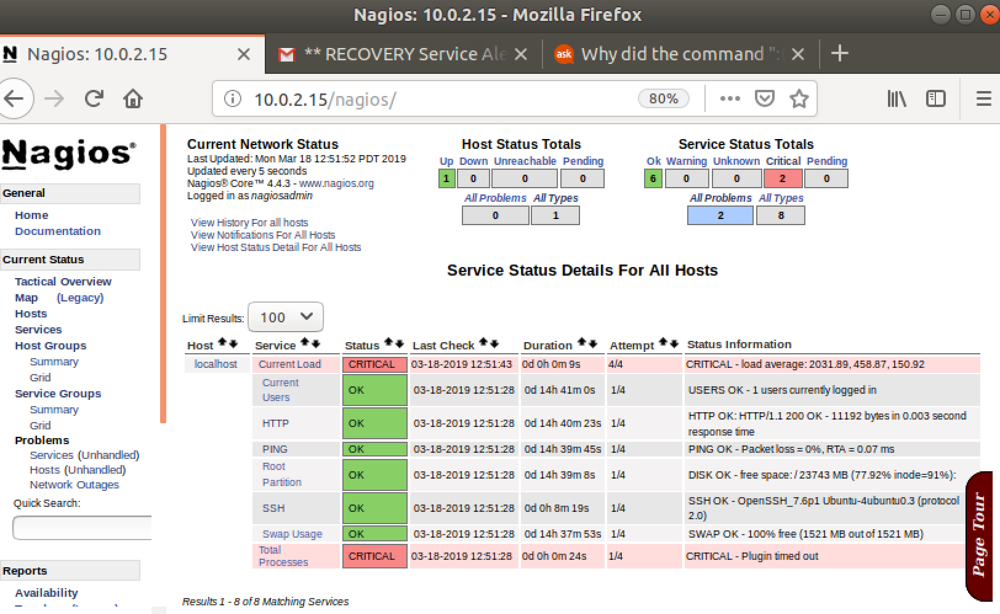 Nagios: 10.0.2.15 - Mozilla Firefox
N Nagios: 10.0.2.15
** RECOVERY Service Ale
ask Why did the command ":(
10.0.2.15/nagios/ 80%
Nagios®
General
Home
Documentation
Current Status
Tactical Overview
Map (Legacy)
Hosts
Services
Host Groups
Summary
Grid
Service Groups
Summary
Grid
Problems
Services (Unhandled)
Hosts (Unhandled)
Network Outages
Quick Search:
Reports
Availability
Current Network Status
Last Updated: Mon Mar 18 12:51:52 PDT 2019
Updated every 5 seconds
Nagios® Core™ 4.4.3 - www.nagios.org
Logged in as nagiosadmin
View History For all hosts
View Notifications For All Hosts
View Host Status Detail For All Hosts
Host Status Totals
Up Down Unreachable Pending
1 0 0 0
All Problems All Types
0 1
Service Status Totals
Ok Warning Unknown Critical Pending
6 0 0 2 0
All Problems All Types
2 8
Service Status Details For All Hosts
Limit Results: 100
Host Service Status Last Check Duration Attempt Status Information
localhost Current Load CRITICAL 03-18-2019 12:51:43 0d 0h 0m 9s 4/4 CRITICAL - load average: 2031.89, 458.87, 150.92
Current
Users OK 03-18-2019 12:51:28 0d 14h 41m 0s 1/4 USERS OK - 1 users currently logged in
HTTP OK 03-18-2019 12:51:28 0d 14h 40m 23s 1/4 HTTP OK: HTTP/1.1 200 OK - 11192 bytes in 0.003 second
response time
PING OK 03-18-2019 12:51:28 0d 14h 39m 45s 1/4 PING OK - Packet loss = 0%, RTA = 0.07 ms
Root
Partition OK 03-18-2019 12:51:28 0d 14h 39m 8s 1/4 DISK OK - free space: / 23743 MB (77.92% inode=91%):
SSH OK 03-18-2019 12:51:28 0d 0h 8m 19s 1/4 SSH OK - OpenSSH_7.6p1 Ubuntu-4ubuntu0.3 (protocol
2.0)
Swap Usage OK 03-18-2019 12:51:28 0d 14h 37m 53s 1/4 SWAP OK - 100% free (1521 MB out of 1521 MB)
Total
Processes CRITICAL 03-18-2019 12:51:28 0d 0h 0m 24s 1/4 CRITICAL - Plugin timed out
Results 1 - 8 of 8 Matching Services
Page Tour